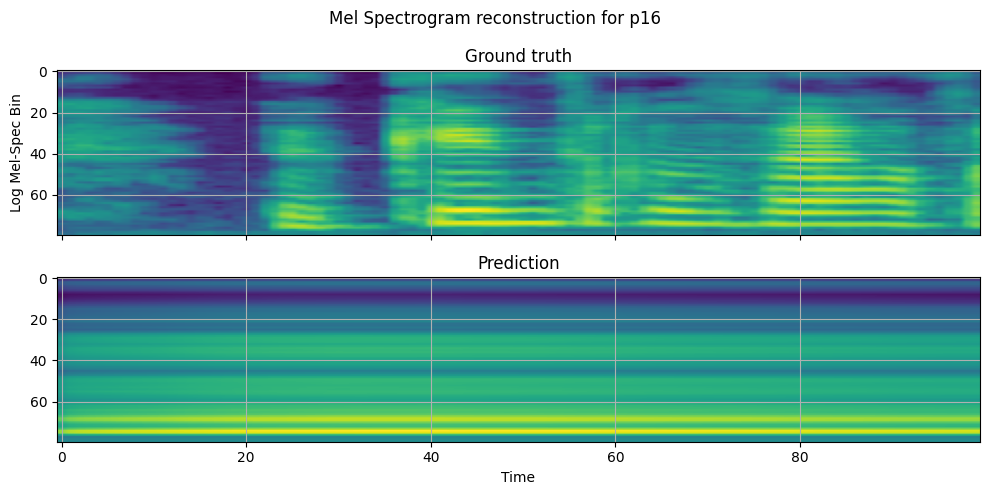 Mel Spectrogram reconstruction for p16
Ground truth
Log Mel-Spec Bin
0
20
40
60
Prediction
0
20
40
60
0 20 40 60 80
Time